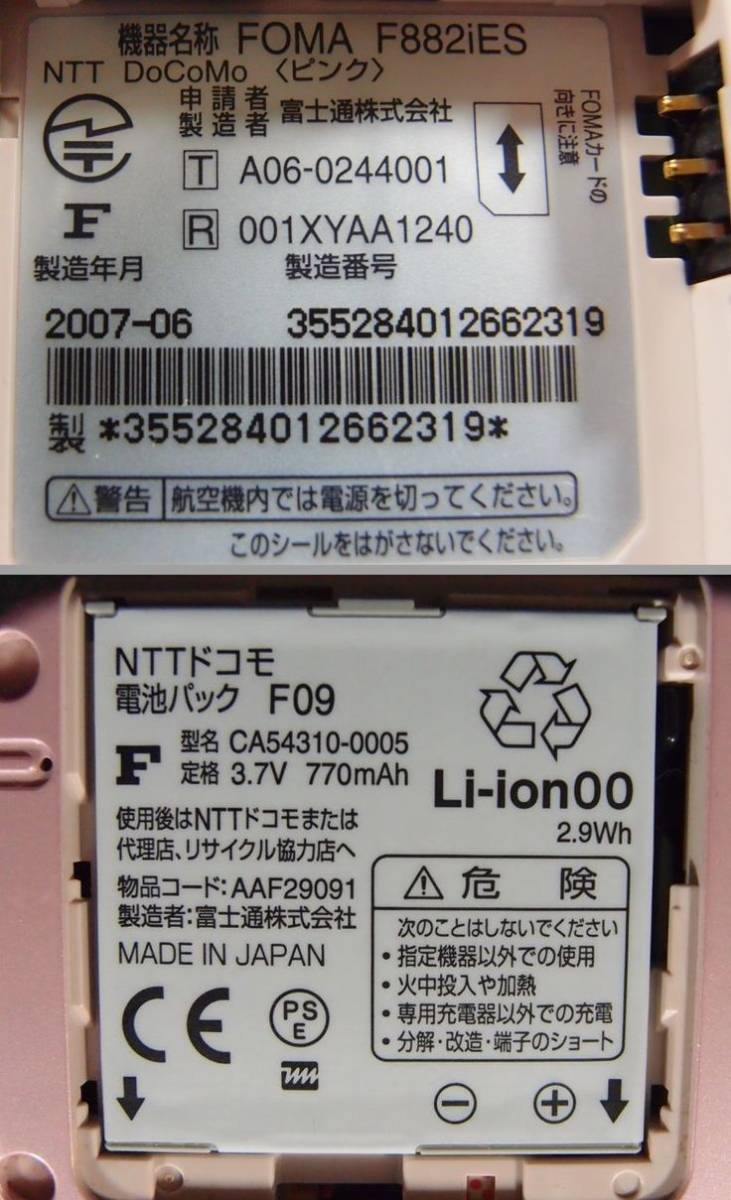 機器名称 FOMA F882iES
NTT DoCoMo 〈ピンク〉
申請者
製造者 富士通株式会社
FOMAカードの
向きに注意
T A06-0244001
F
R 001XYAA1240
製造年月 製造番号
2007-06 355284012662319
製 *355284012662319*
警告 航空機内では電源を切ってください。
このシールをはがさないでください。
NTTドコモ
電池パック F09
F 型名 CA54310-0005
定格 3.7V 770mAh
Li-ion00
2.9Wh
使用後はNTTドコモまたは
代理店、リサイクル協力店へ
物品コード:AAF29091
製造者:富士通株式会社
MADE IN JAPAN
CE
PS
E
危険
次のことはしないでください
・指定機器以外での使用
・火中投入や加熱
・専用充電器以外での充電
・分解・改造・端子のショート
− +